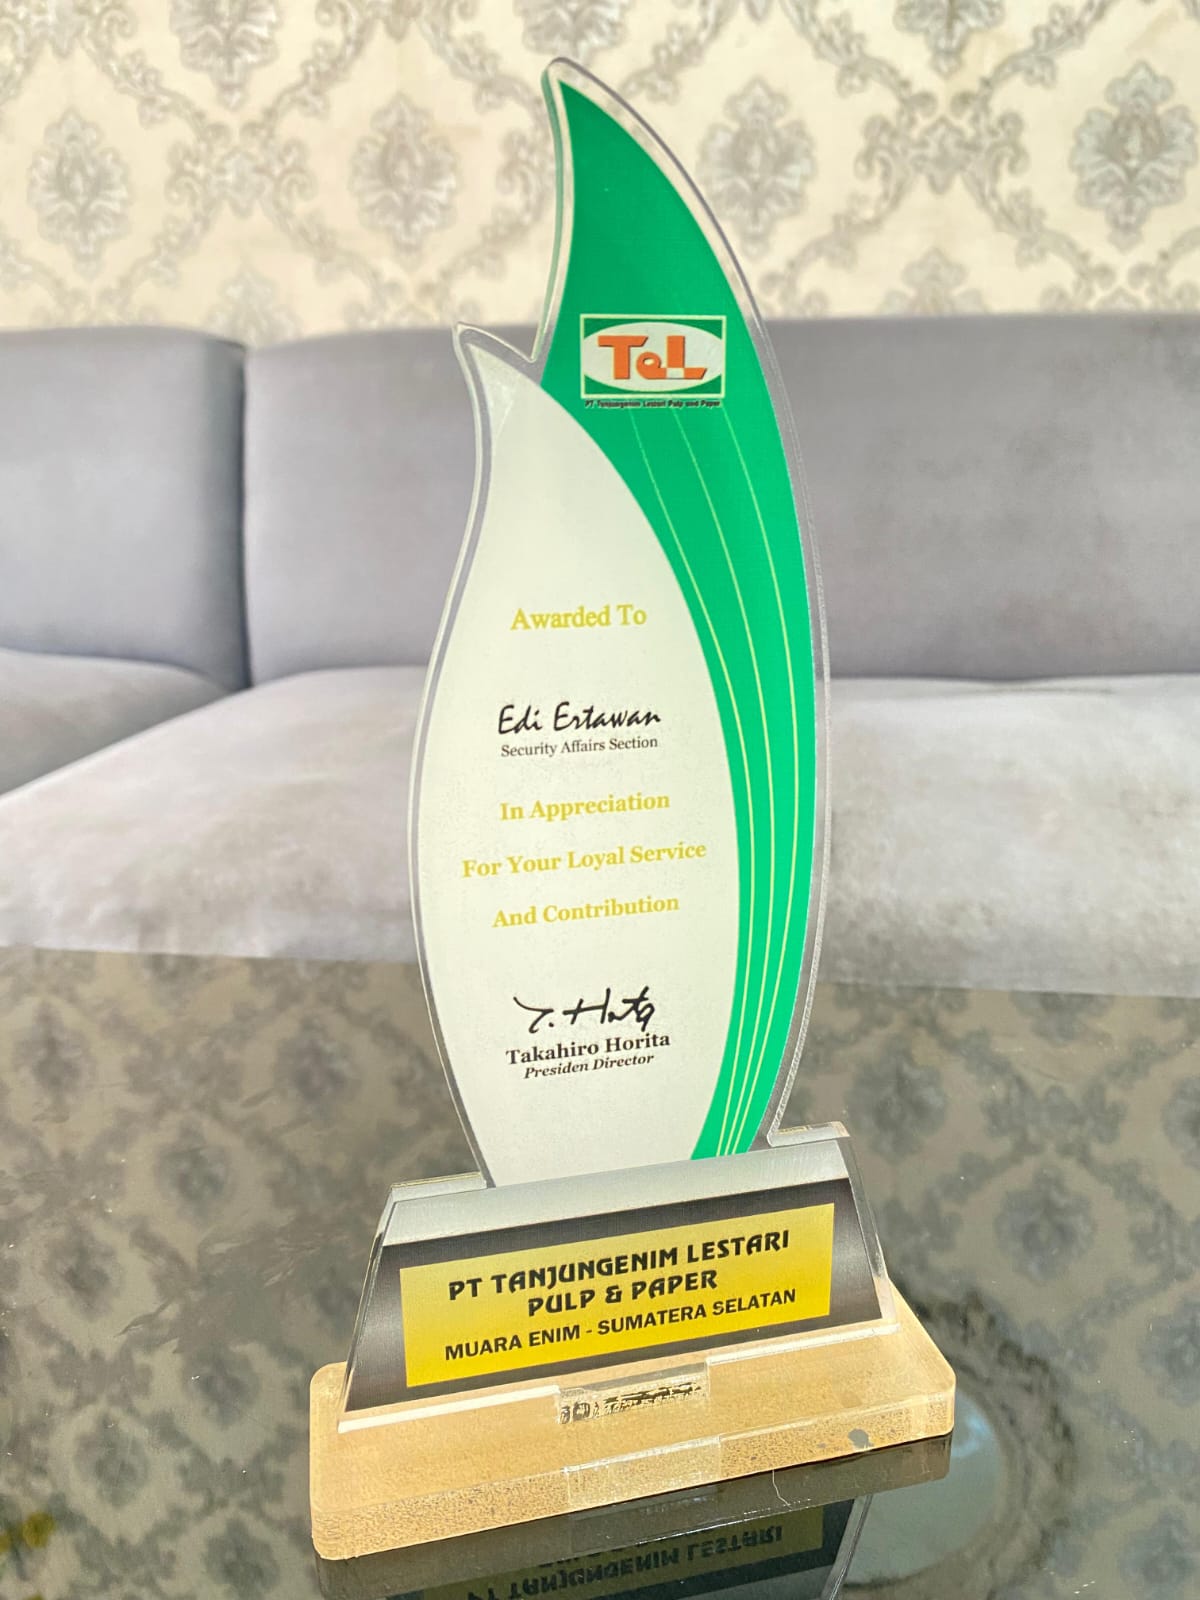 TeL
PT Tanjungenim Lestari Pulp and Paper
Awarded To
Edi Ertawan
Security Affairs Section
In Appreciation
For Your Loyal Service
And Contribution
T. Horita
Takahiro Horita
Presiden Director
PT TANJUNGENIM LESTARI
PULP & PAPER
MUARA ENIM - SUMATERA SELATAN